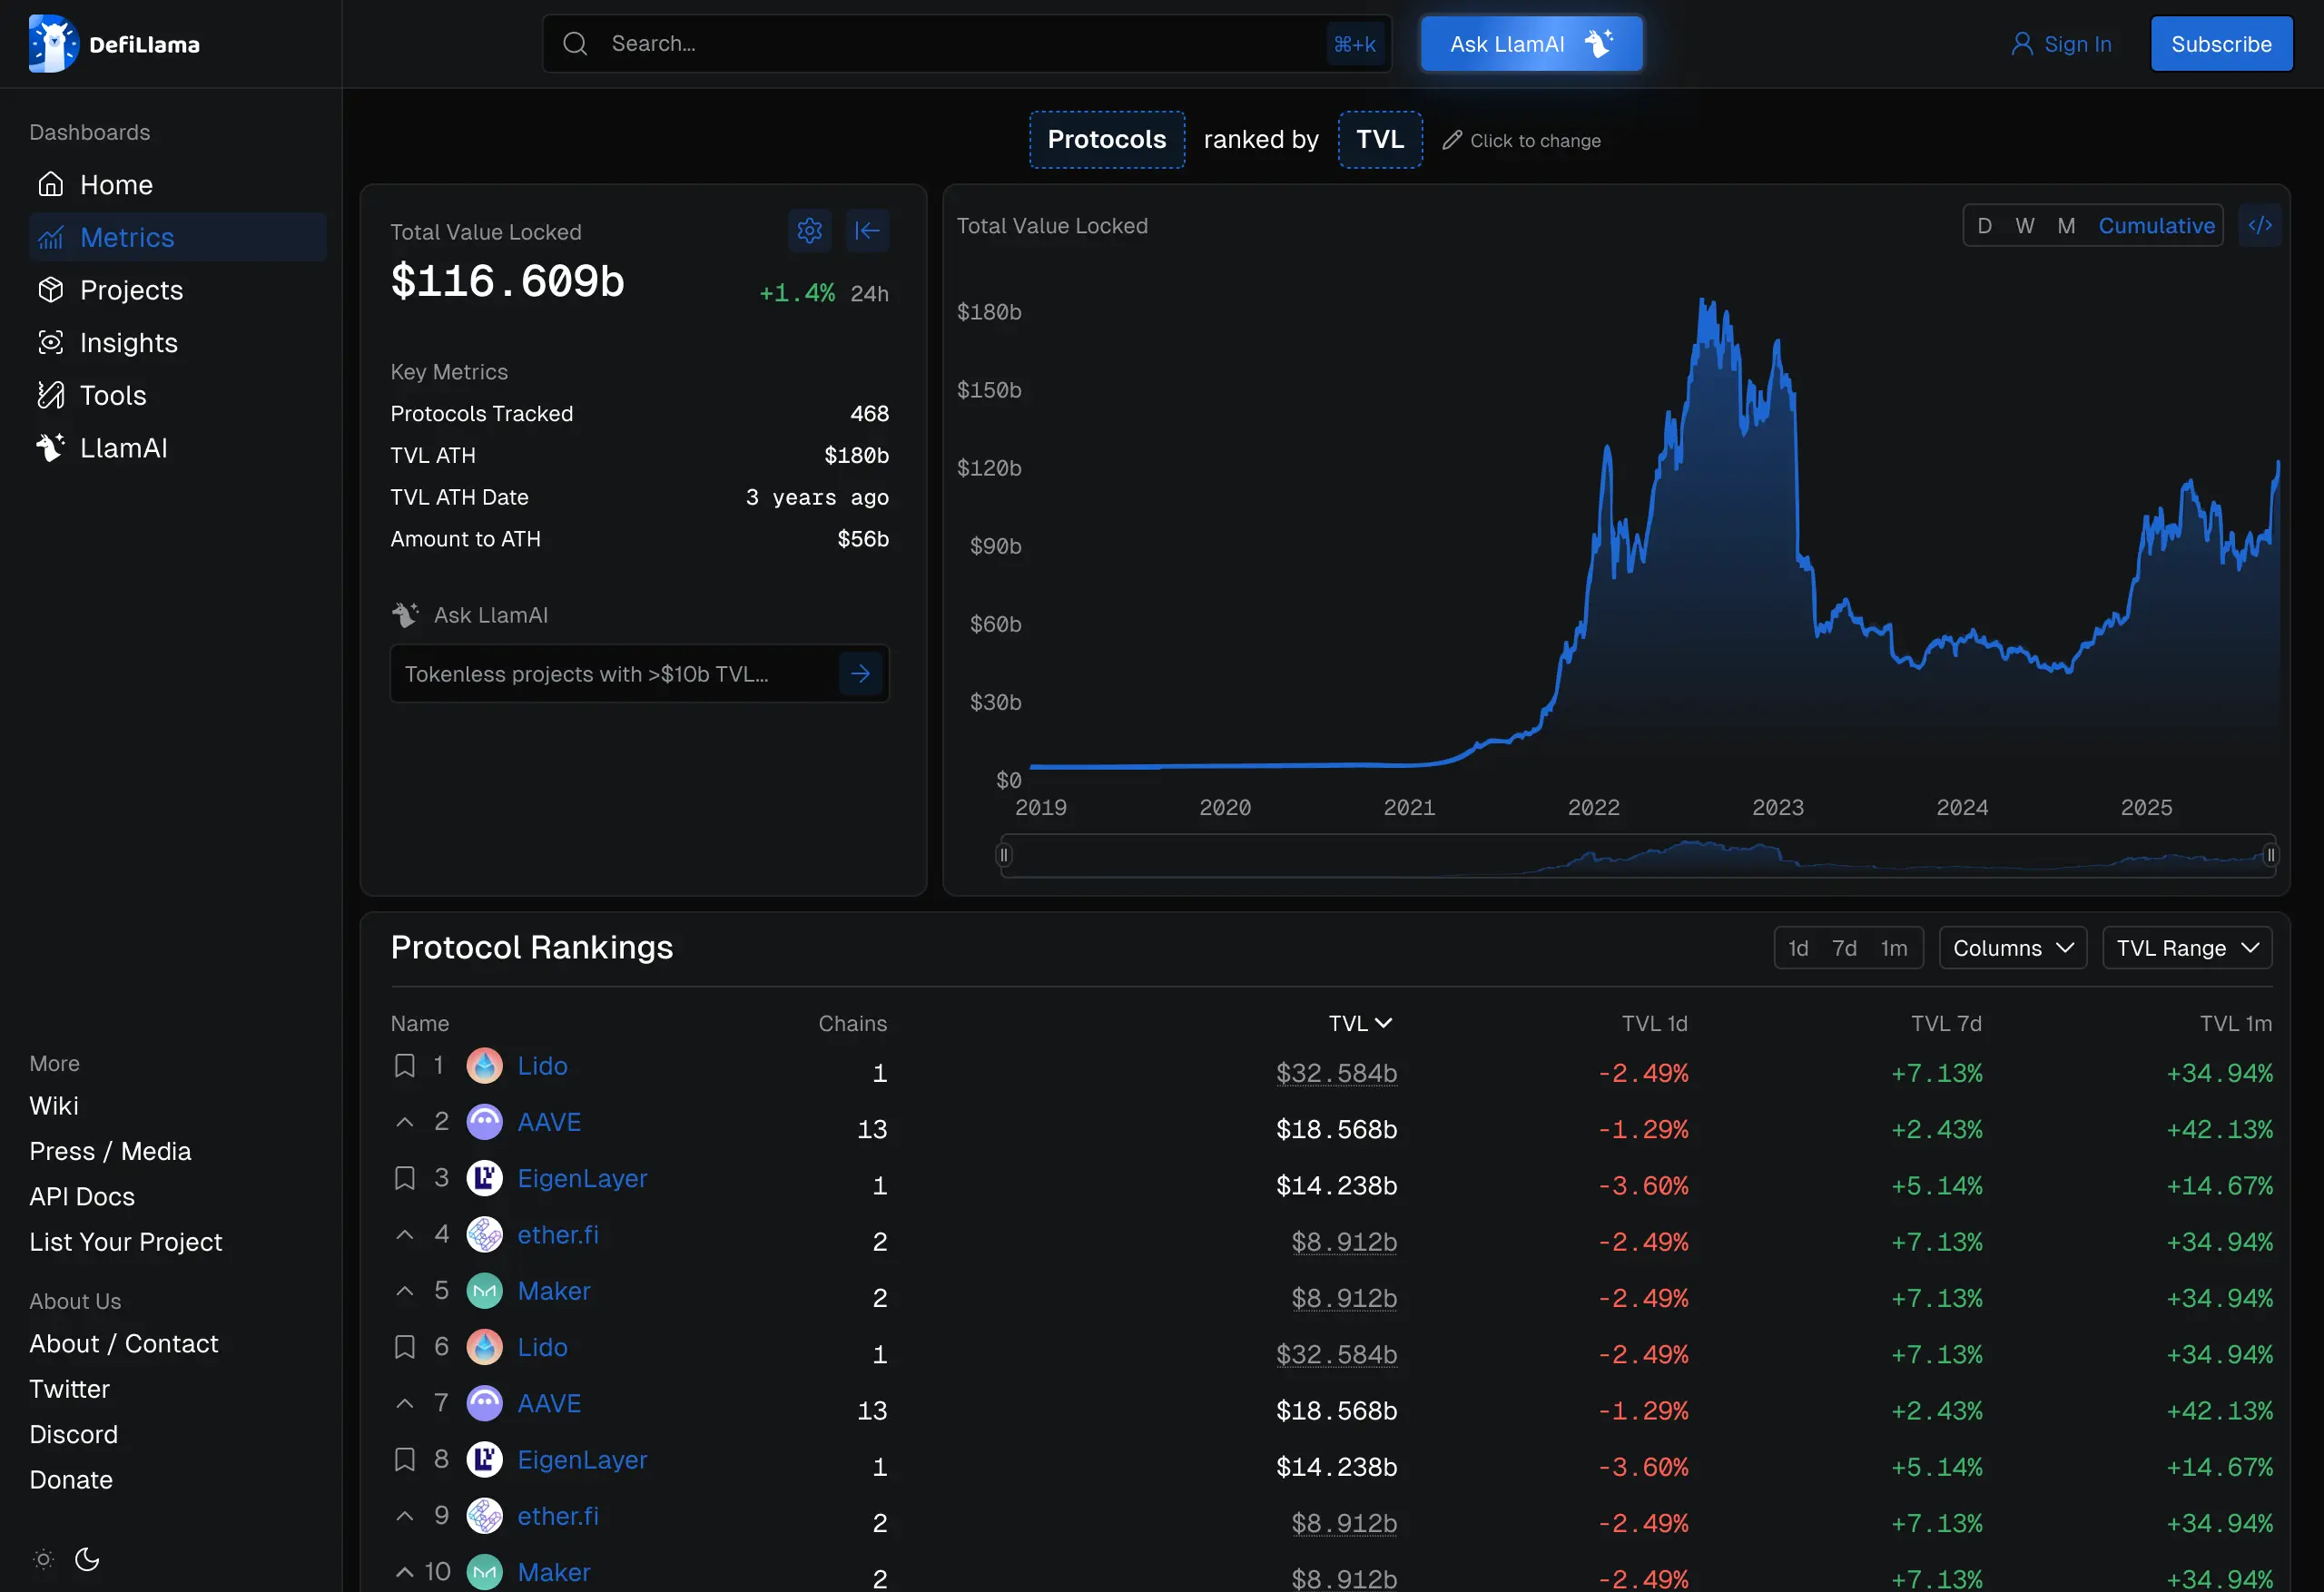 DefiLlama
Search...
⌘+k
Ask LlamAI
Sign In
Subscribe
Dashboards
Home
Metrics
Projects
Insights
Tools
LlamAI
More
Wiki
Press / Media
API Docs
List Your Project
About Us
About / Contact
Twitter
Discord
Donate
Protocols ranked by TVL Click to change
Total Value Locked
$116.609b
+1.4% 24h
Key Metrics
Protocols Tracked 468
TVL ATH $180b
TVL ATH Date 3 years ago
Amount to ATH $56b
Ask LlamAI
Tokenless projects with >$10b TVL...
Total Value Locked
D W M Cumulative
</>
$180b
$150b
$120b
$90b
$60b
$30b
$0
2019 2020 2021 2022 2023 2024 2025
Protocol Rankings
1d 7d 1m
Columns
TVL Range
Name Chains TVL TVL 1d TVL 7d TVL 1m
1 Lido 1 $32.584b -2.49% +7.13% +34.94%
2 AAVE 13 $18.568b -1.29% +2.43% +42.13%
3 EigenLayer 1 $14.238b -3.60% +5.14% +14.67%
4 ether.fi 2 $8.912b -2.49% +7.13% +34.94%
5 Maker 2 $8.912b -2.49% +7.13% +34.94%
6 Lido 1 $32.584b -2.49% +7.13% +34.94%
7 AAVE 13 $18.568b -1.29% +2.43% +42.13%
8 EigenLayer 1 $14.238b -3.60% +5.14% +14.67%
9 ether.fi 2 $8.912b -2.49% +7.13% +34.94%
10 Maker 2 $8.912b -2.49% +7.13% +34.94%